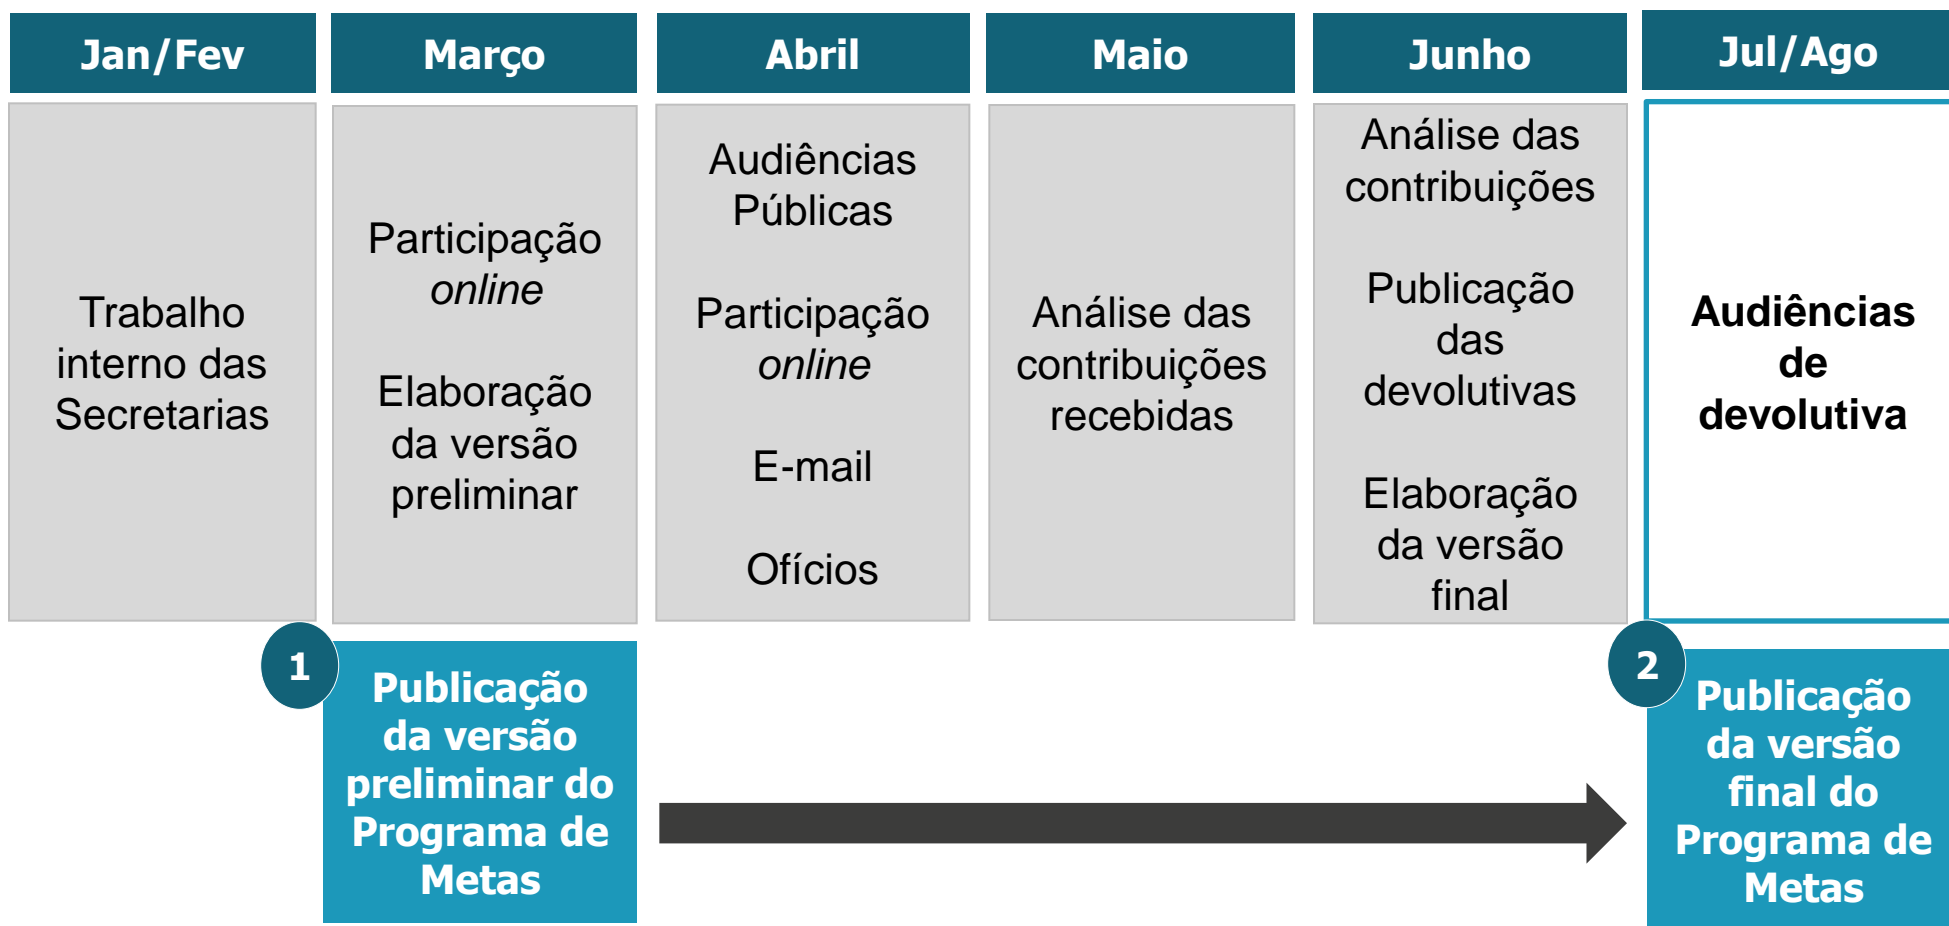 Jan/Fev
Março
Abril
Maio
Junho
Jul/Ago
Trabalho
interno das
Secretarias
Participação
online
Elaboração
da versão
preliminar
Audiências
Públicas
Participação
online
E-mail
Ofícios
Análise das
contribuições
recebidas
Análise das
contribuições
Publicação
das
devolutivas
Elaboração
da versão
final
Audiências
de
devolutiva
1
Publicação
da versão
preliminar do
Programa de
Metas
2
Publicação
da versão
final do
Programa de
Metas